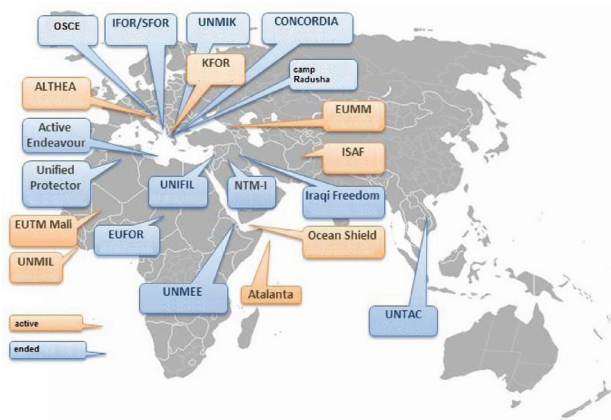 OSCE
IFOR/SFOR
UNMIK
CONCORDIA
KFOR
camp
Radusha
ALTHEA
EUMM
Active
Endeavour
ISAF
Unified
Protector
UNIFIL
NTM-I
Iraqi Freedom
EUTM Mali
EUFOR
Ocean Shield
UNMIL
UNMEE
Atalanta
UNTAC
active
ended